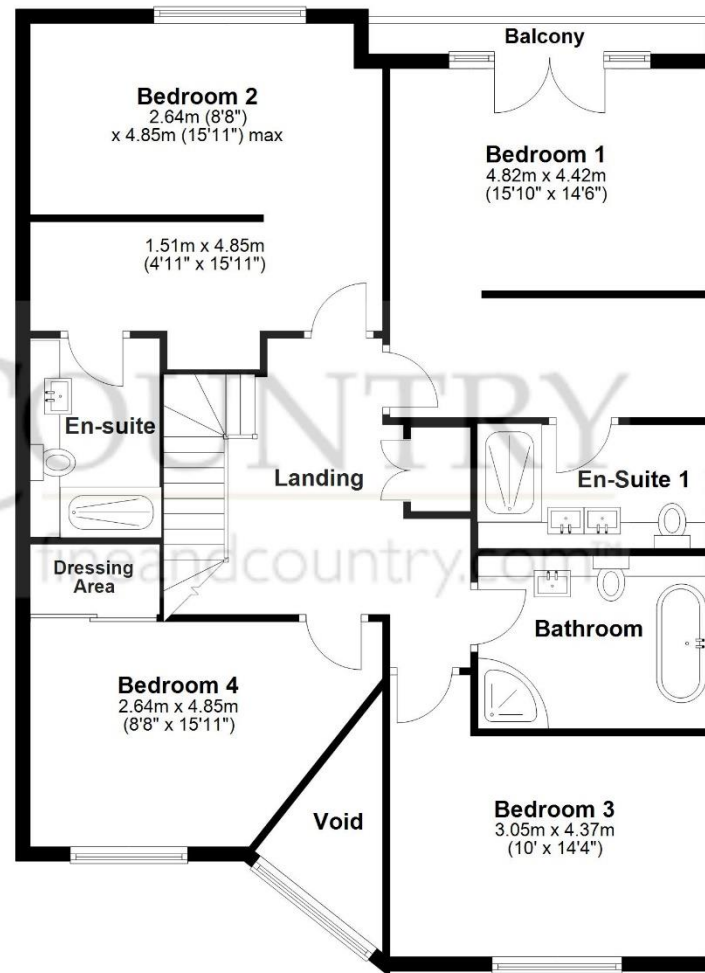 Balcony
Bedroom 2
2.64m (8'8")
x 4.85m (15'11") max
Bedroom 1
4.82m x 4.42m
(15'10" x 14'6")
1.51m x 4.85m
(4'11" x 15'11")
COUNTRY
En-suite
Landing
En-Suite 1
fineandcountry.com™
Dressing
Area
Bathroom
Bedroom 4
2.64m x 4.85m
(8'8" x 15'11")
Void
Bedroom 3
3.05m x 4.37m
(10' x 14'4")